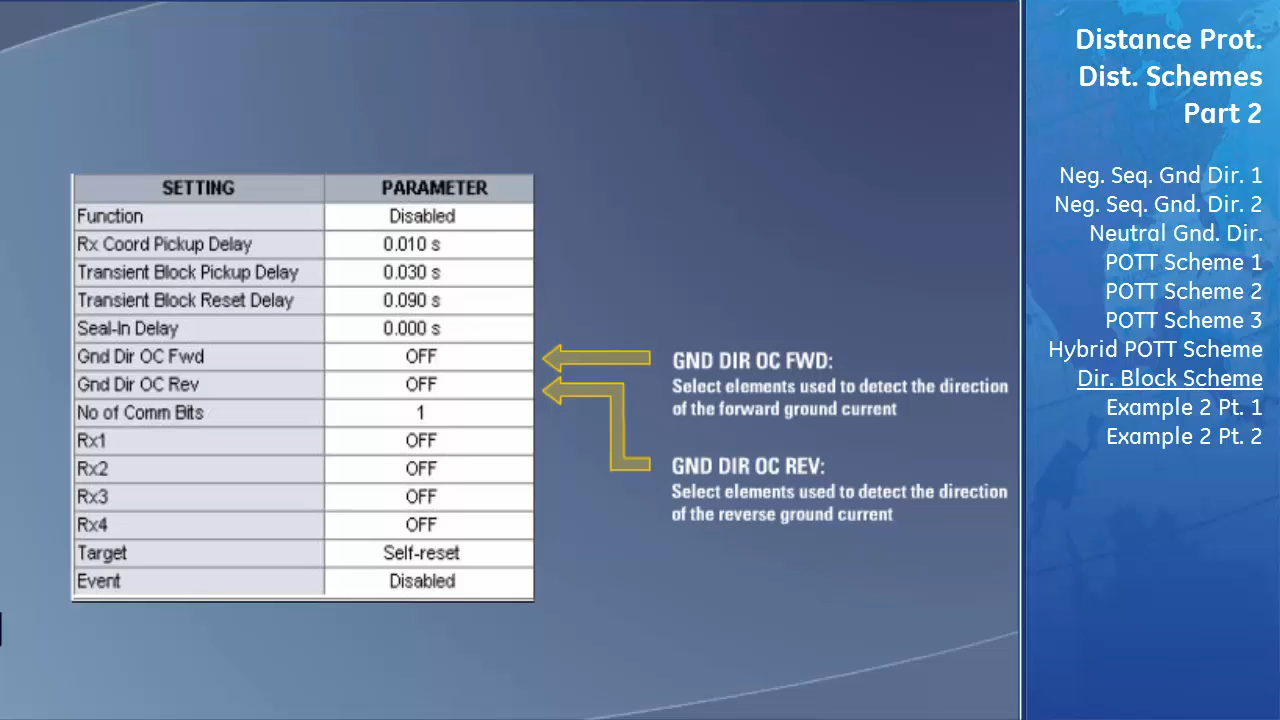 SETTING PARAMETER
Function Disabled
Rx Coord Pickup Delay 0.010 s
Transient Block Pickup Delay 0.030 s
Transient Block Reset Delay 0.090 s
Seal-In Delay 0.000 s
Gnd Dir OC Fwd OFF
Gnd Dir OC Rev OFF
No of Comm Bits 1
Rx1 OFF
Rx2 OFF
Rx3 OFF
Rx4 OFF
Target Self-reset
Event Disabled
GND DIR OC FWD:
Select elements used to detect the direction
of the forward ground current
GND DIR OC REV:
Select elements used to detect the direction
of the reverse ground current
Distance Prot.
Dist. Schemes
Part 2
Neg. Seq. Gnd Dir. 1
Neg. Seq. Gnd. Dir. 2
Neutral Gnd. Dir.
POTT Scheme 1
POTT Scheme 2
POTT Scheme 3
Hybrid POTT Scheme
Dir. Block Scheme
Example 2 Pt. 1
Example 2 Pt. 2